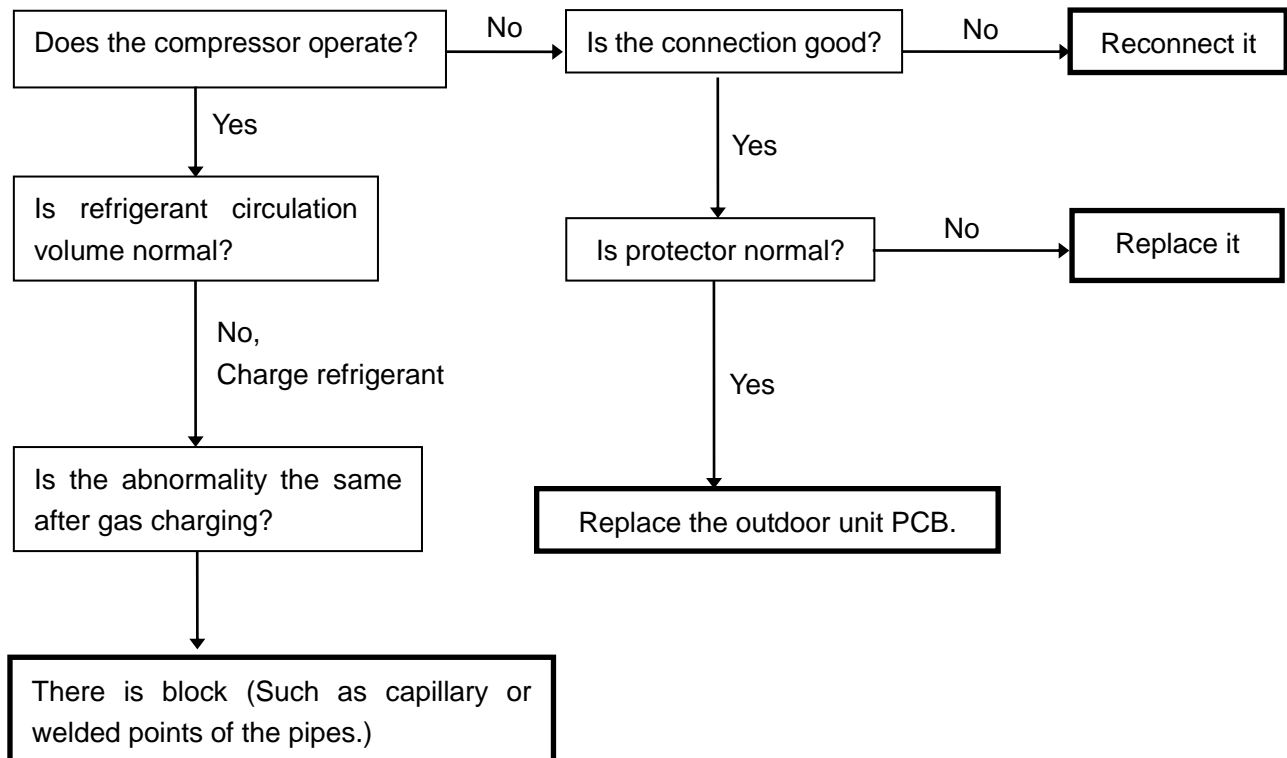 Does the compressor operate?
No
Is the connection good?
No
Reconnect it
Yes
Yes
Is refrigerant circulation
volume normal?
Is protector normal?
No
Replace it
No,
Charge refrigerant
Yes
Is the abnormality the same
after gas charging?
Replace the outdoor unit PCB.
There is block (Such as capillary or
welded points of the pipes.)